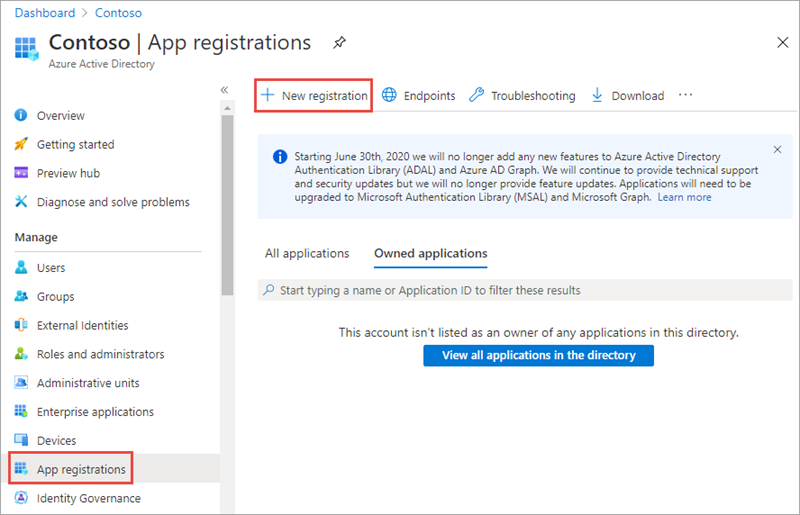 Dashboard > Contoso
Contoso | App registrations
Azure Active Directory
«
Overview
Getting started
Preview hub
Diagnose and solve problems
Manage
Users
Groups
External Identities
Roles and administrators
Administrative units
Enterprise applications
Devices
App registrations
Identity Governance
+ New registration Endpoints Troubleshooting Download ...
Starting June 30th, 2020 we will no longer add any new features to Azure Active Directory
Authentication Library (ADAL) and Azure AD Graph. We will continue to provide technical support
and security updates but we will no longer provide feature updates. Applications will need to be
upgraded to Microsoft Authentication Library (MSAL) and Microsoft Graph. Learn more
All applications Owned applications
Start typing a name or Application ID to filter these results
This account isn't listed as an owner of any applications in this directory.
View all applications in the directory